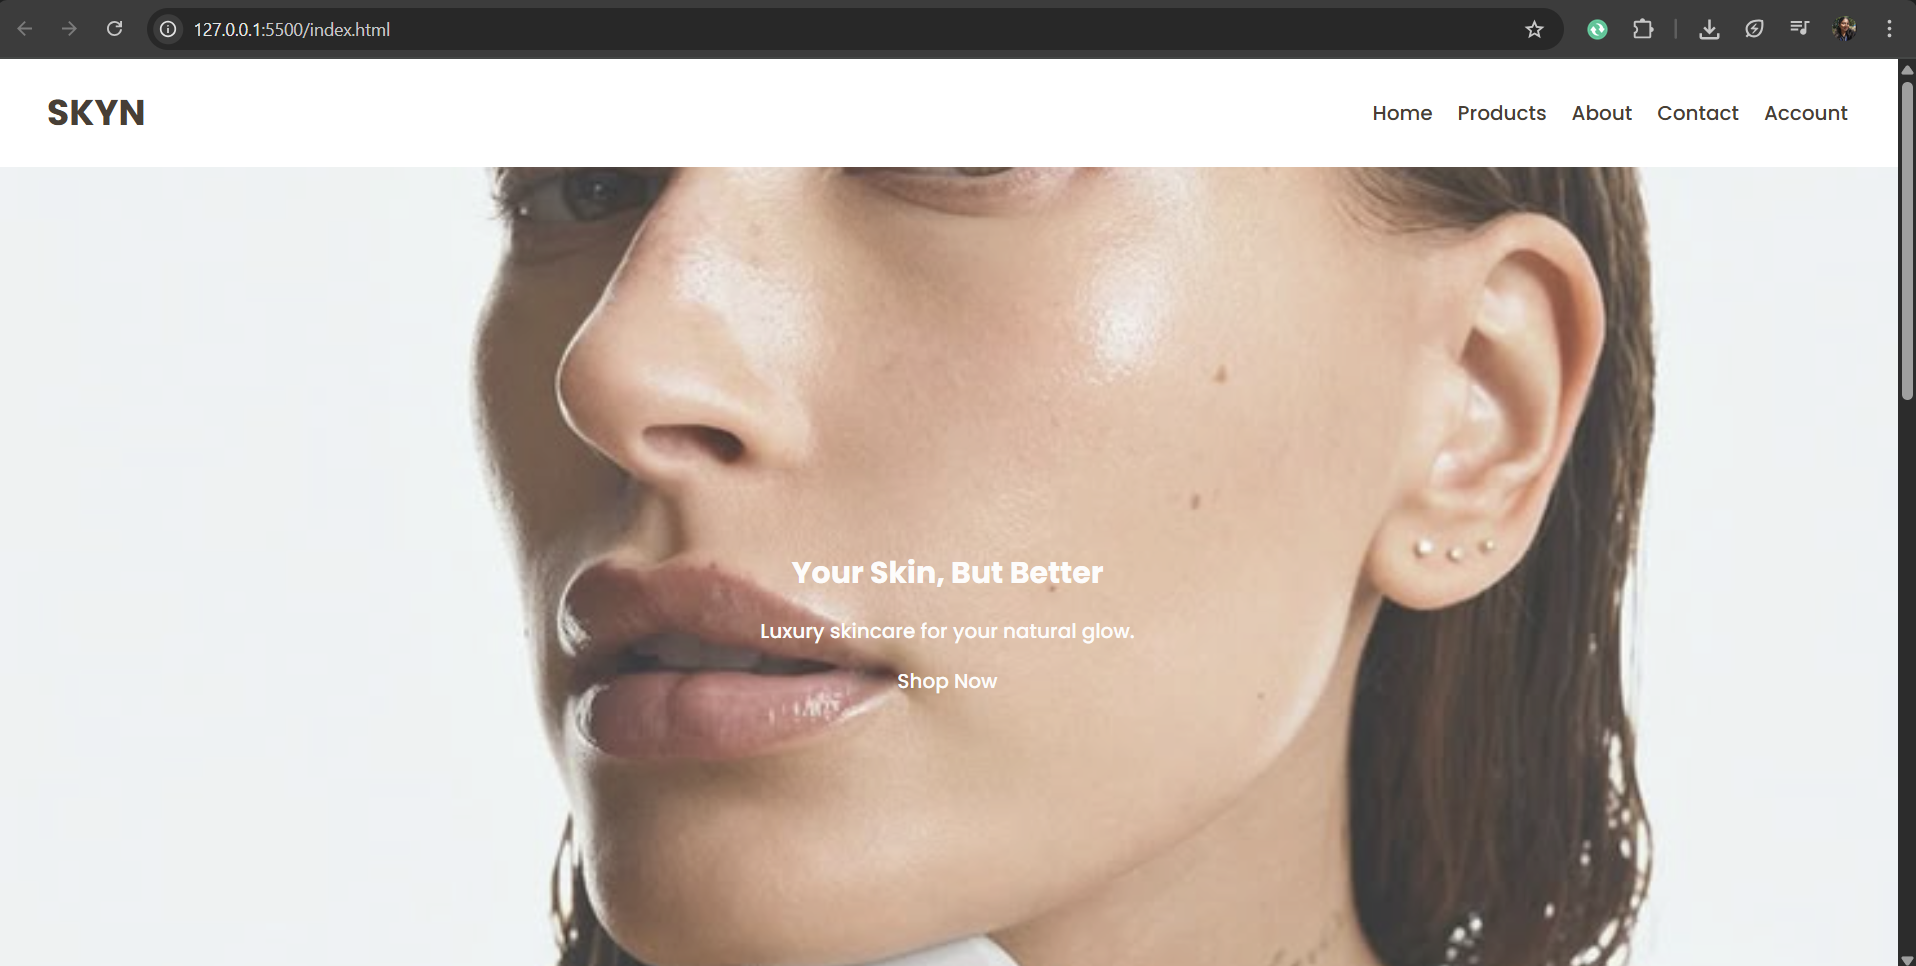 127.0.0.1:5500/index.html
SKYN
Home Products About Contact Account
Your Skin, But Better
Luxury skincare for your natural glow.
Shop Now